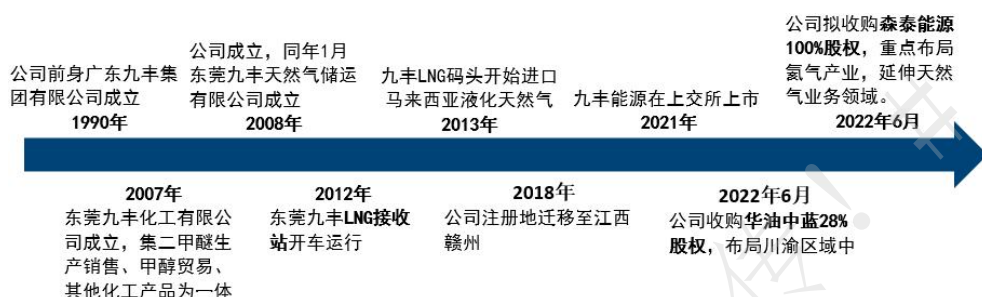 公司前身广东九丰集
团有限公司成立
1990年
公司成立，同年1月
东莞九丰天然气储运
有限公司成立
2008年
九丰LNG码头开始进口
马来西亚液化天然气
2013年
九丰能源在上交所上市
2021年
公司拟收购森泰能源
100%股权，重点布局
氦气产业，延伸天然
气业务领域。
2022年6月
2007年
东莞九丰化工有限公
司成立，集二甲醚生
产销售、甲醇贸易、
其他化工产品为一体
2012年
东莞九丰LNG接收
站开车运行
2018年
公司注册地迁移至江西
赣州
2022年6月
公司收购华油中蓝28%
股权，布局川渝区域中
传！